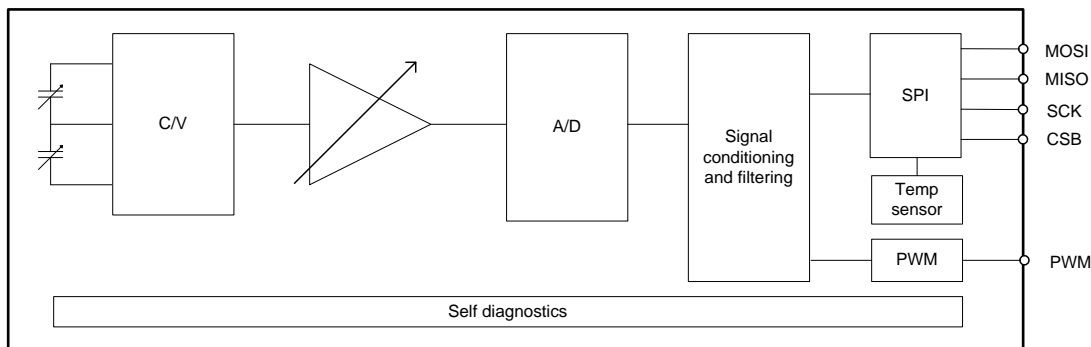 C/V
A/D
Signal
conditioning
and filtering
SPI
MOSI
MISO
SCK
CSB
Temp
sensor
PWM
PWM
Self diagnostics